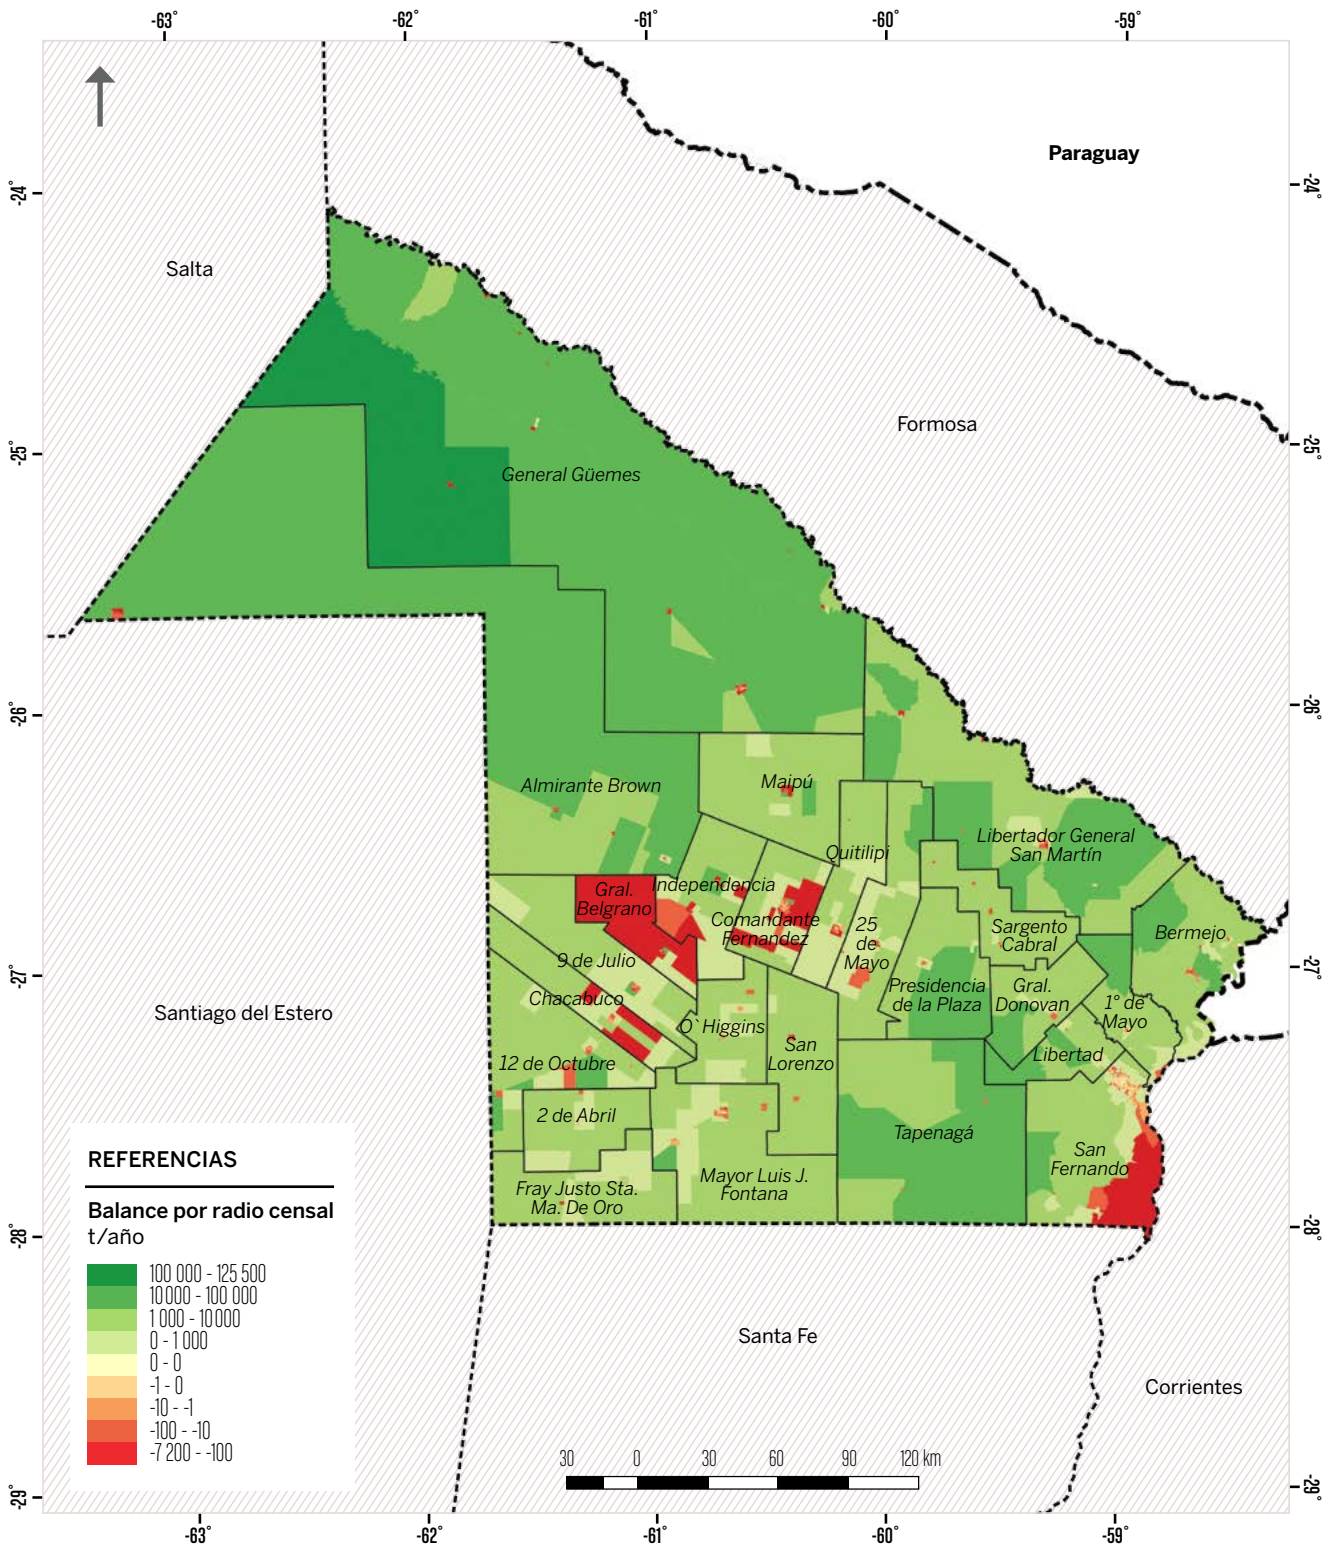 -63°
-62°
-61°
-60°
-59°
-24°
-24°
Paraguay
Salta
Formosa
-25°
-25°
General Güemes
-26°
-26°
Almirante Brown
Maipú
Quitilipi
Libertador General
San Martín
Gral.
Belgrano
Independencia
Comandante
Fernandez
25
de
Mayo
Sargento
Cabral
Bermejo
-27°
-27°
9 de Julio
Chacabuco
Presidencia
de la Plaza
Gral.
Donovan
1° de
Mayo
Santiago del Estero
O` Higgins
San
Lorenzo
Libertad
12 de Octubre
2 de Abril
Tapenagá
San
Fernando
Fray Justo Sta.
Ma. De Oro
Mayor Luis J.
Fontana
-28°
-28°
REFERENCIAS
Balance por radio censal
t/año
100 000 - 125 500
10 000 - 100 000
1 000 - 10 000
0 - 1 000
0 - 0
-1 - 0
-10 - -1
-100 - -10
-7 200 - -100
Santa Fe
Corrientes
30 0 30 60 90 120 km
-29°
-29°
-63°
-62°
-61°
-60°
-59°